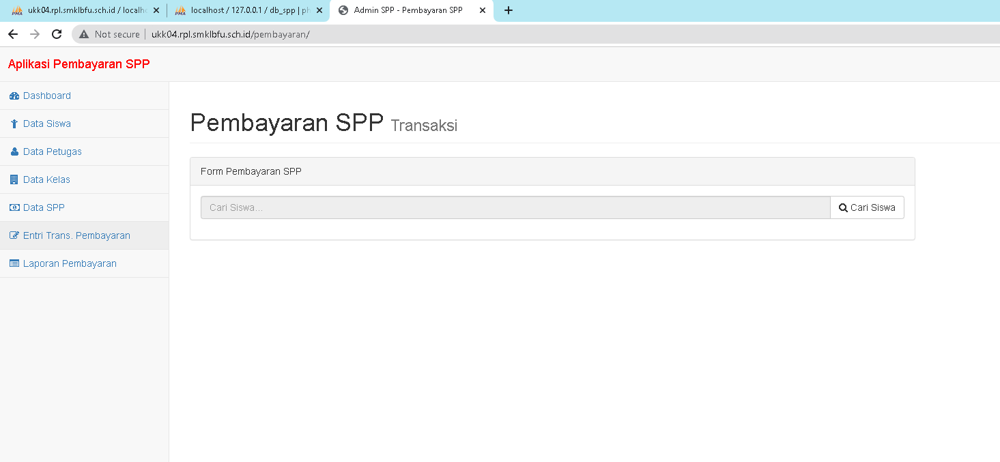 ukk04.rpl.smklbfu.sch.id / localh
localhost / 127.0.0.1 / db_spp | ph
Admin SPP - Pembayaran SPP
Not secure | ukk04.rpl.smklbfu.sch.id/pembayaran/
Aplikasi Pembayaran SPP
Dashboard
Data Siswa
Data Petugas
Data Kelas
Data SPP
Entri Trans. Pembayaran
Laporan Pembayaran
Pembayaran SPP Transaksi
Form Pembayaran SPP
Cari Siswa...
Cari Siswa